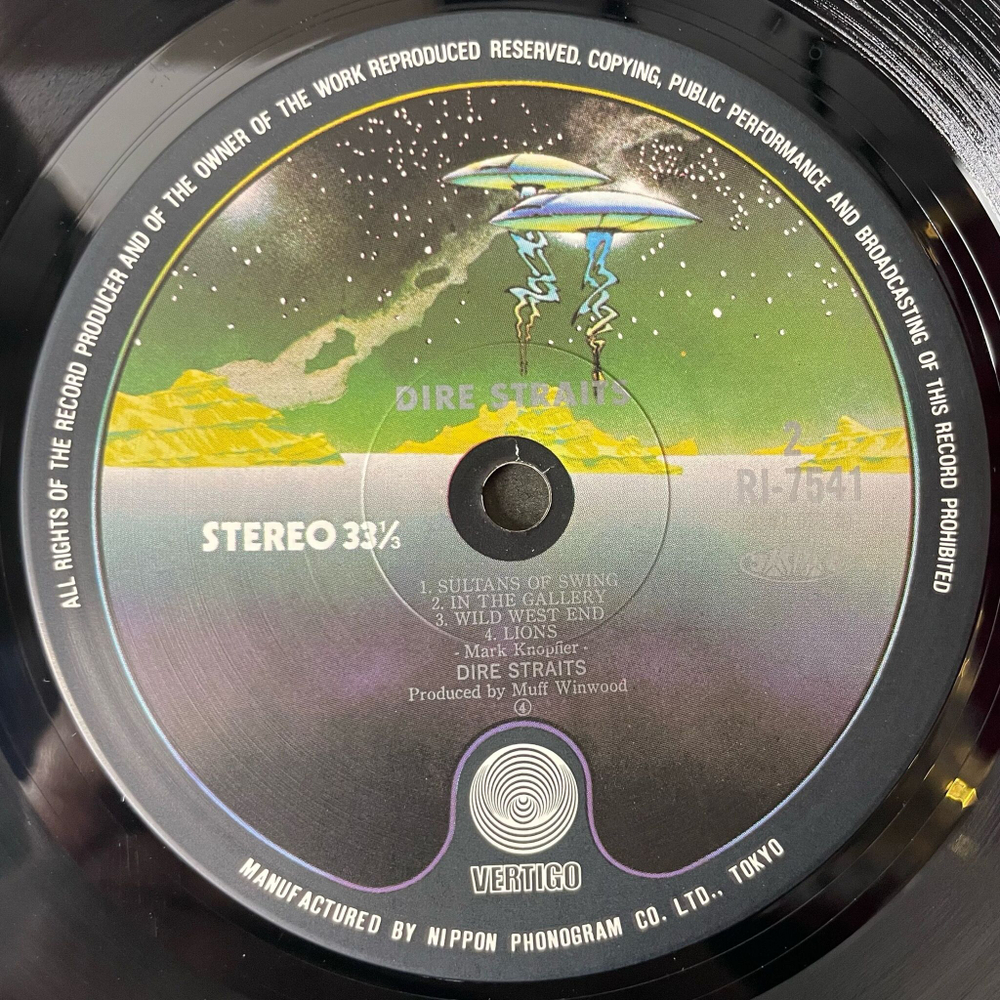 ALL RIGHTS OF THE RECORD PRODUCER AND OF THE OWNER OF THE WORK REPRODUCED RESERVED. COPYING, PUBLIC PERFORMANCE AND BROADCASTING OF THIS RECORD PROHIBITED
DIRE STRAITS
2
RJ-7541
STEREO 33⅓
1. SULTANS OF SWING
2. IN THE GALLERY
3. WILD WEST END
4. LIONS
- Mark Knopfler -
DIRE STRAITS
Produced by Muff Winwood
④
VERTIGO
MANUFACTURED BY NIPPON PHONOGRAM CO. LTD., TOKYO